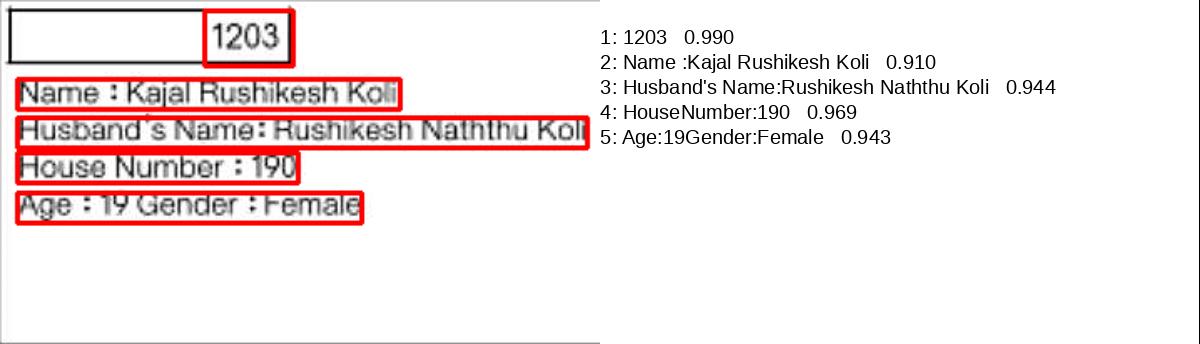 1203
Name : Kajal Rushikesh Koli
Husband's Name: Rushikesh Naththu Koli
House Number : 190
Age : 19 Gender : Female
1: 1203 0.990
2: Name :Kajal Rushikesh Koli 0.910
3: Husband's Name:Rushikesh Naththu Koli 0.944
4: HouseNumber:190 0.969
5: Age:19Gender:Female 0.943